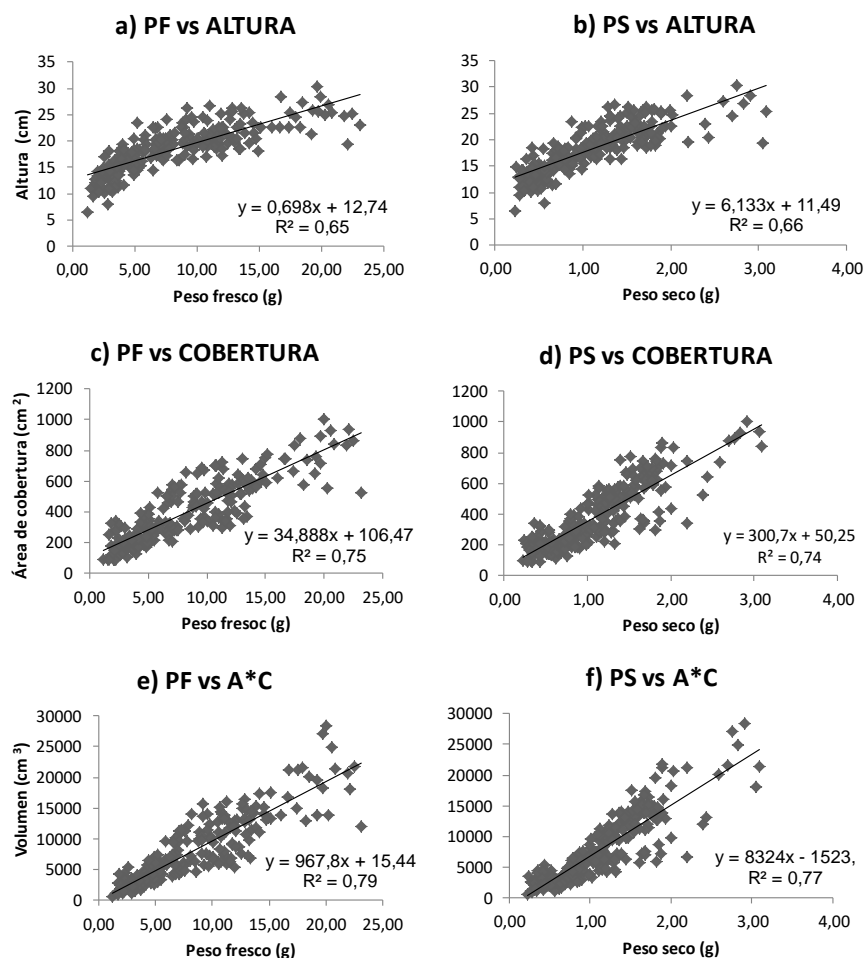 a) PF vs ALTURA
Altura (cm)
35
30
25
20
15
10
5
0
y = 0,698x + 12,74
R² = 0,65
0,00 5,00 10,00 15,00 20,00 25,00
Peso fresco (g)
b) PS vs ALTURA
35
30
25
20
15
10
5
0
y = 6,133x + 11,49
R² = 0,66
0,00 1,00 2,00 3,00 4,00
Peso seco (g)
c) PF vs COBERTURA
Área de cobertura (cm ²)
1200
1000
800
600
400
200
0
y = 34,888x + 106,47
R² = 0,75
0,00 5,00 10,00 15,00 20,00 25,00
Peso fresoc (g)
d) PS vs COBERTURA
1200
1000
800
600
400
200
0
y = 300,7x + 50,25
R² = 0,74
0,00 1,00 2,00 3,00 4,00
Peso seco (g)
e) PF vs A*C
Volumen (cm ³)
30000
25000
20000
15000
10000
5000
0
y = 967,8x + 15,44
R² = 0,79
0,00 5,00 10,00 15,00 20,00 25,00
Peso fresco (g)
f) PS vs A*C
30000
25000
20000
15000
10000
5000
0
y = 8324x - 1523,
R² = 0,77
0,00 1,00 2,00 3,00 4,00
Peso seco (g)